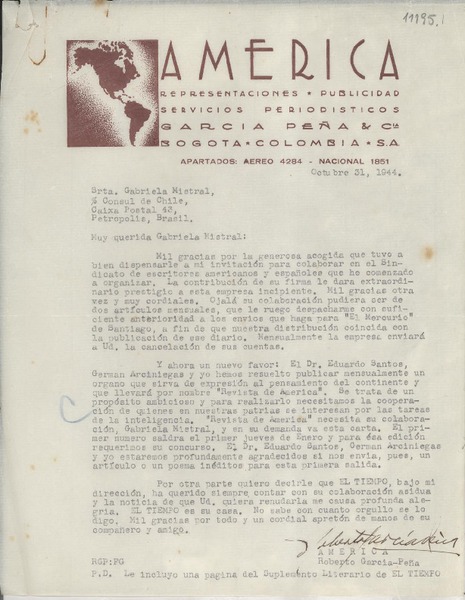 11195.1
AMERICA
REPRESENTACIONES • PUBLICIDAD
SERVICIOS PERIODISTICOS
GARCIA PEÑA & Cia
BOGOTA • COLOMBIA • S.A
APARTADOS: AEREO 4284 - NACIONAL 1851
Octubre 31, 1944.
Srta. Gabriela Mistral,
% Consul de Chile,
Caixa Postal 43,
Petropolis, Brasil.
Muy querida Gabriela Mistral:
Mil gracias por la generosa acogida que tuvo a
bien dispensarle a mi invitación para colaborar en el Sin-
dicato de escritores americanos y españoles que ho comenzado
a organizar. La contribución de su firma le dara extraordi-
nario prestigio a esta empresa incipiente. Mil gracias otra
vez y muy cordiales. Ojalá su colaboración pudiera ser de
dos artículos mensuales, que le ruego despacharme con sufi-
ciente anterioridad a los envios que haga para "El Mercurio"
de Santiago, a fin de que nuestra distribución coincida con
la publicación de ese diario. Mensualmente la empresa enviará
a Ud, la cancelación de sus cuentas.
Y ahora un nuevo favor: El Dr. Eduardo Santos,
German Arciniegas y yo hemos resuelto publicar mensualmente un
organo que sirva de expresión al pensamiento del continente y
que llevará por nombre "Revista de America". Se trata de un
propósito ambicioso y para realisarlo necesitamos la coopera-
ción de quienes en nuestras patrias se interesan por las tareas
de la inteligencia. "Revista de America" necesita su colabora-
ción, Gabriela Mistral, y en su demanda va esta carta. El pri-
mer número saldra el primer jueves de Enero y para ésa edición
requerimos su concurso. El Dr. Eduardo Santos, German Arciniegas
y yo estaremos profundamente agradecidos si nos envia, pues, un
artículo o un poema inéditos para esta primera salida.
Por otra parte quiero decirle que EL TIEMPO, bajo mi
dirección, ha querido siempre contar con su colaboración asidua
y la noticia de que Ud, quiera renudarla me causa profunda ale-
gria. EL TIEMPO es su casa. No sabe con cuanto orgullo se lo
digo. Mil gracias por todo y un cordial apreton de manos de su
compañero y amigo.
AMERICA
RGP:FG Roberto Garcia-Peña
P.D. Le incluyo una pagina del Suplemento Literario de EL TIEMPO